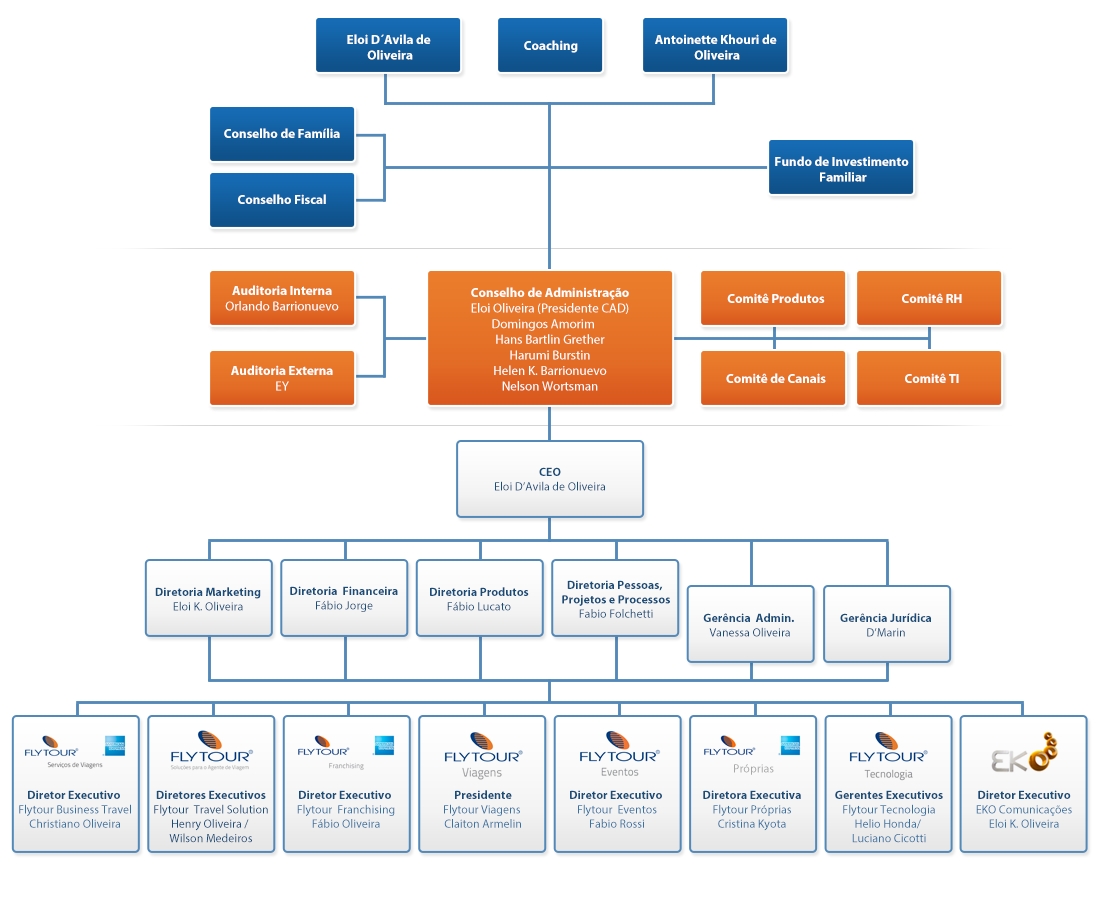 Eloi D´Avila de
Oliveira
Coaching
Antoinette Khouri de
Oliveira
Conselho de Família
Conselho Fiscal
Fundo de Investimento
Familiar
Auditoria Interna
Orlando Barrionuevo
Auditoria Externa
EY
Conselho de Administração
Eloi Oliveira (Presidente CAD)
Domingos Amorim
Hans Bartlin Grether
Harumi Burstin
Helen K. Barrionuevo
Nelson Wortsman
Comitê Produtos
Comitê RH
Comitê de Canais
Comitê TI
CEO
Eloi D’Avila de Oliveira
Diretoria Marketing
Eloi K. Oliveira
Diretoria Financeira
Fábio Jorge
Diretoria Produtos
Fábio Lucato
Diretoria Pessoas,
Projetos e Processos
Fabio Folchetti
Gerência Admin.
Vanessa Oliveira
Gerência Jurídica
D’Marin
FLYTOUR®
Serviços de Viagens
Diretor Executivo
Flytour Business Travel
Christiano Oliveira
FLYTOUR®
Soluções para o Agente de Viagem
Diretores Executivos
Flytour Travel Solution
Henry Oliveira /
Wilson Medeiros
FLYTOUR®
Franchising
Diretor Executivo
Flytour Franchising
Fábio Oliveira
FLYTOUR®
Viagens
Presidente
Flytour Viagens
Claiton Armelin
FLYTOUR®
Eventos
Diretor Executivo
Flytour Eventos
Fabio Rossi
FLYTOUR®
Próprias
Diretora Executiva
Flytour Próprias
Cristina Kyota
FLYTOUR®
Tecnologia
Gerentes Executivos
Flytour Tecnologia
Helio Honda/
Luciano Cicotti
EKO
Diretor Executivo
EKO Comunicações
Eloi K. Oliveira